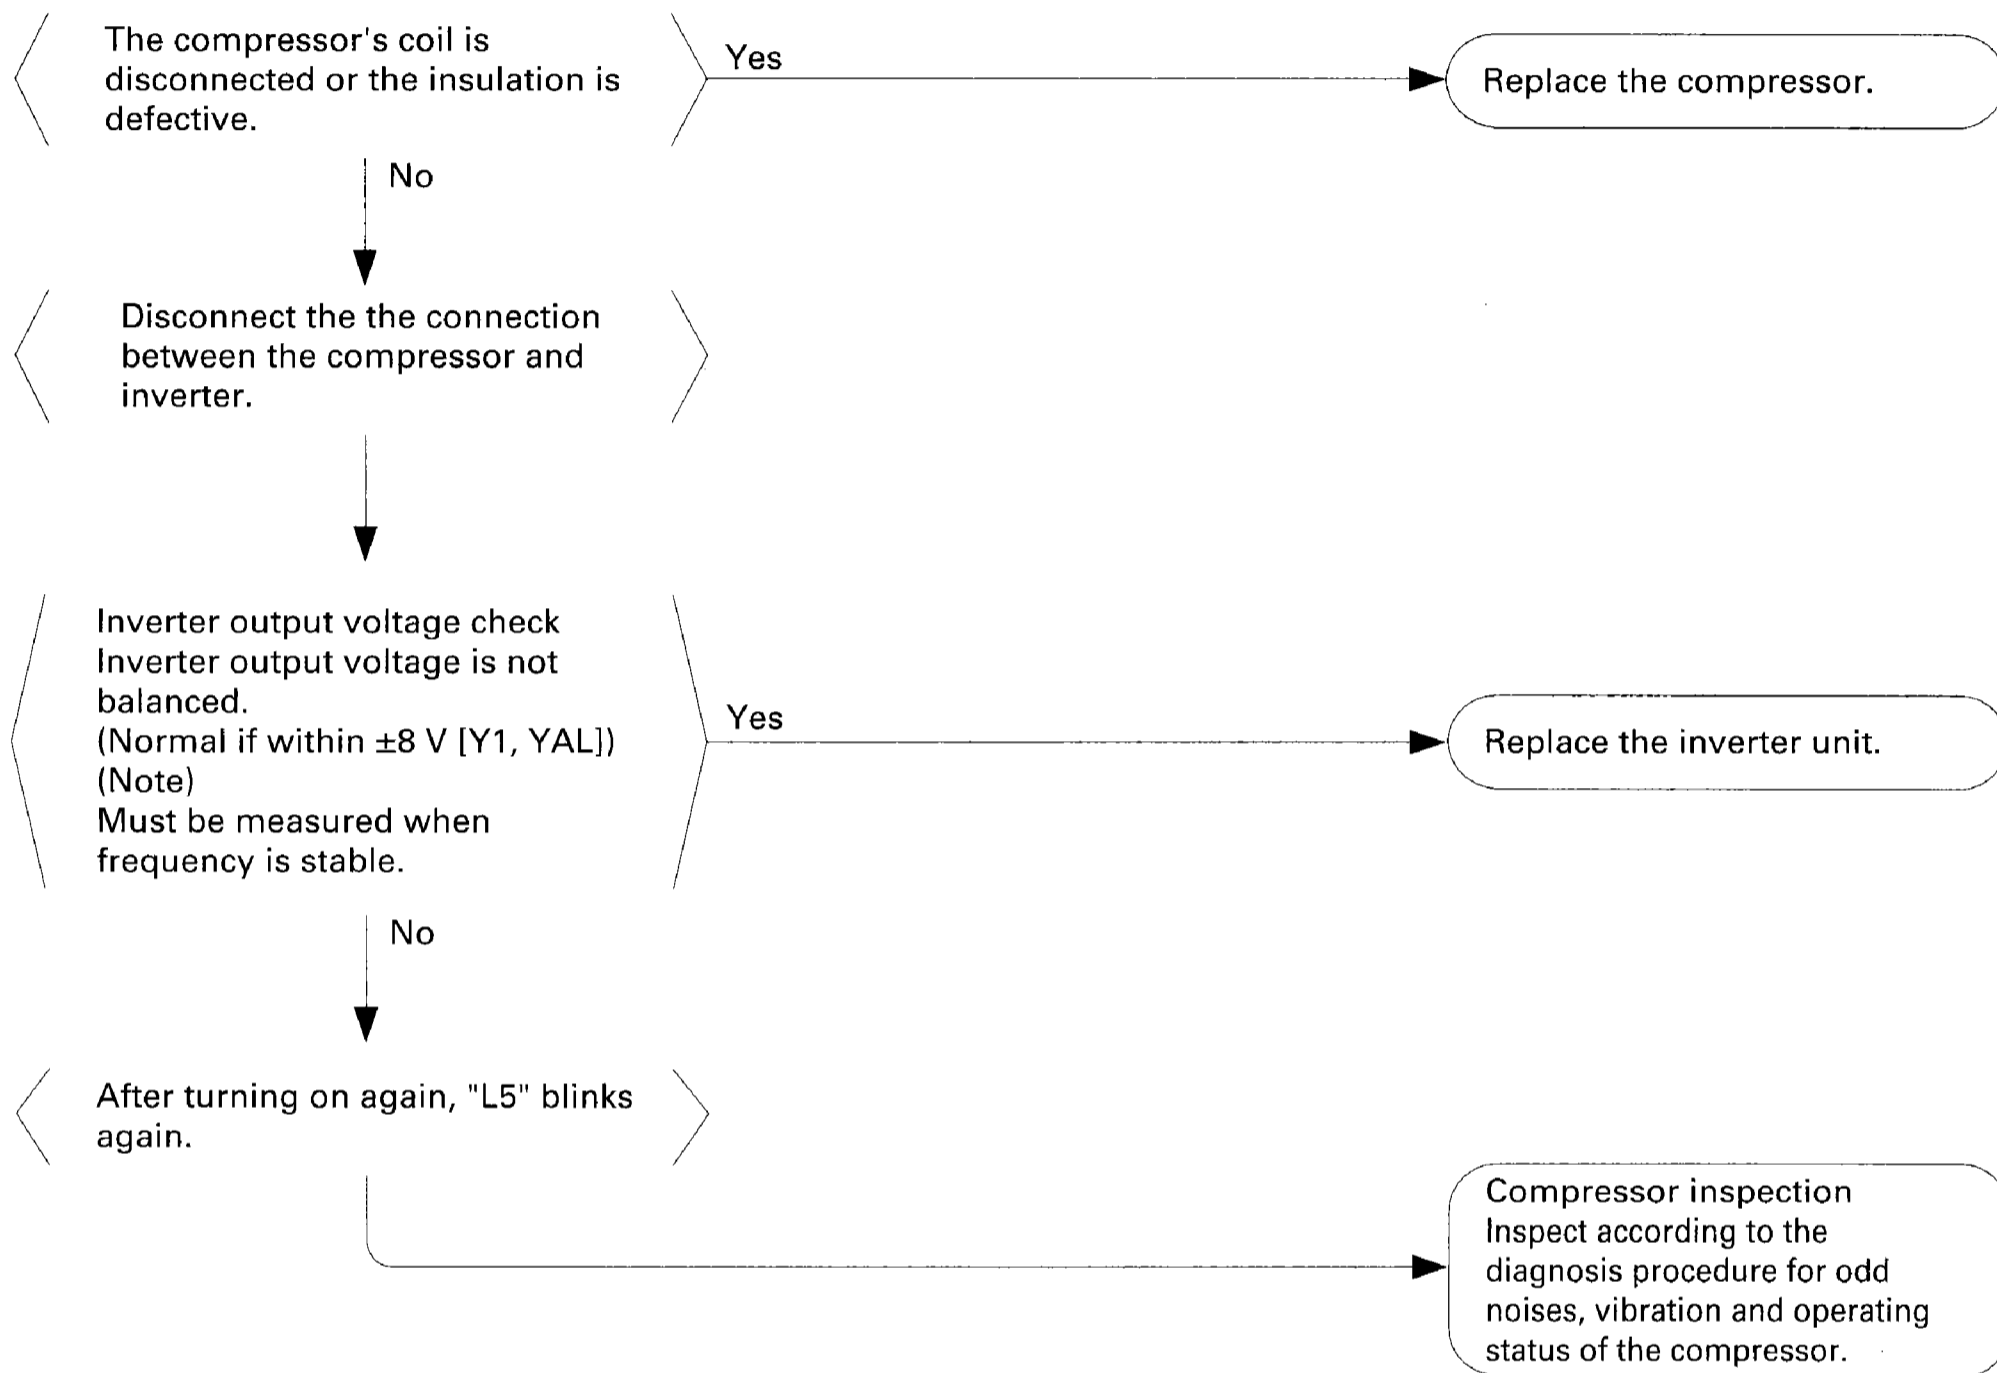 The compressor's coil is
disconnected or the insulation is
defective.
Yes
Replace the compressor.
No
Disconnect the the connection
between the compressor and
inverter.
Inverter output voltage check
Inverter output voltage is not
balanced.
(Normal if within ±8 V [Y1, YAL])
(Note)
Must be measured when
frequency is stable.
Yes
Replace the inverter unit.
No
After turning on again, "L5" blinks
again.
Compressor inspection
Inspect according to the
diagnosis procedure for odd
noises, vibration and operating
status of the compressor.